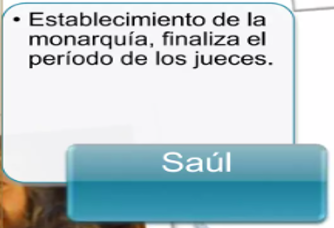 • Establecimiento de la
monarquía, finaliza el
período de los jueces.
Saúl